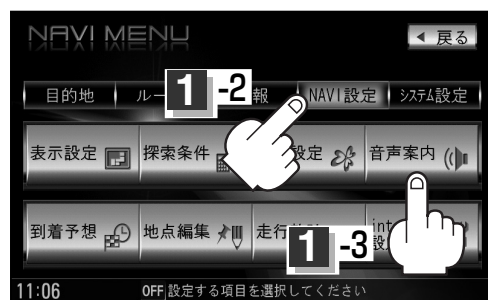 NAVI MENU
戻る
目的地 ルー 報 NAVI設定 システム設定
1 -2
表示設定 探索条件 設定 音声案内
到着予想 地点編集 走行
1 -3
11:06 OFF 設定する項目を選択してください